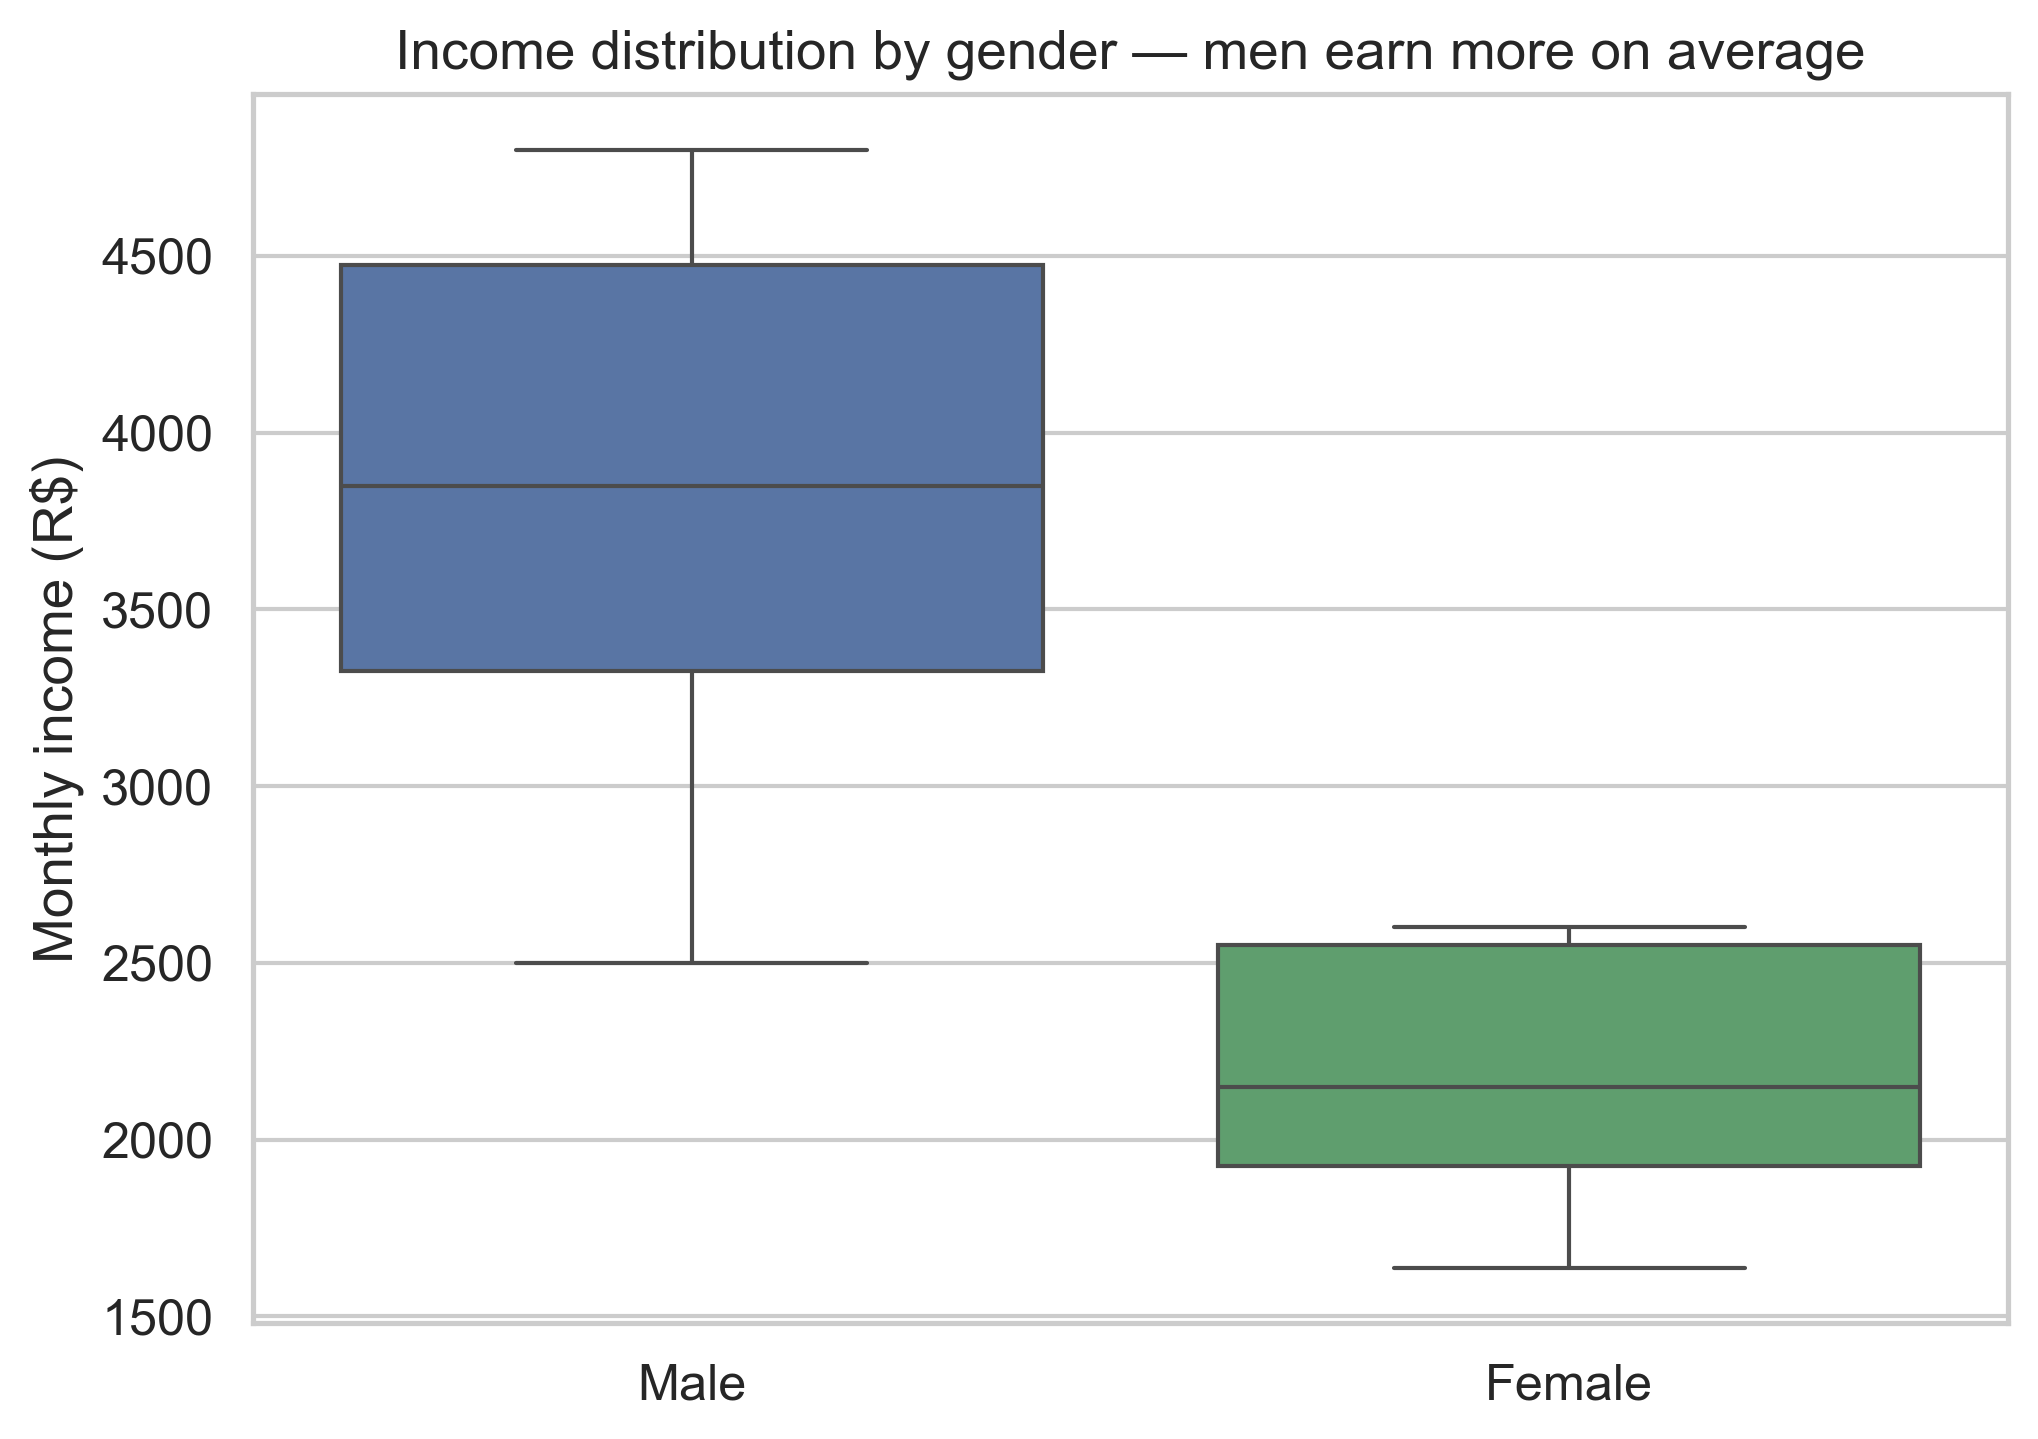 Income distribution by gender — men earn more on average
Monthly income (R$)
4500
4000
3500
3000
2500
2000
1500
Male
Female